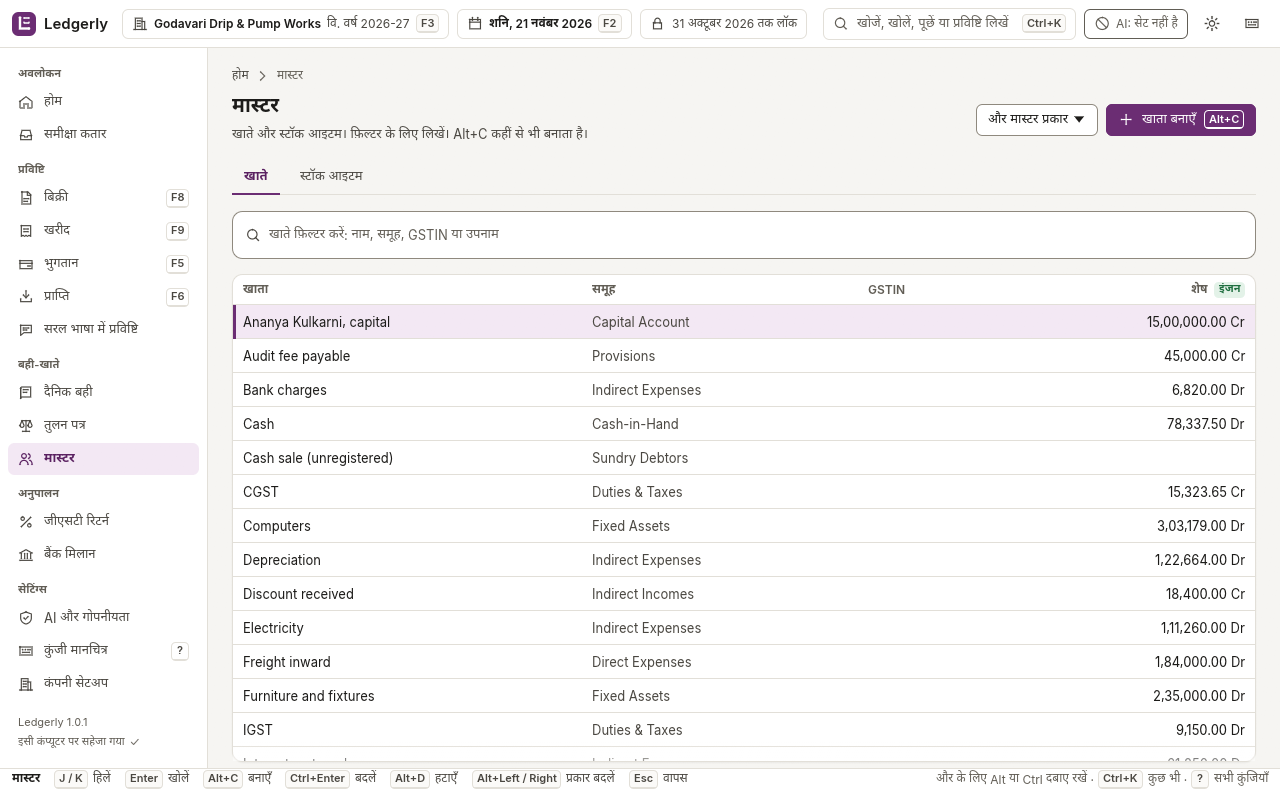 Ledgerly
Godavari Drip & Pump Works वि. वर्ष 2026-27 F3
शनि, 21 नवंबर 2026 F2
31 अक्टूबर 2026 तक लॉक
खोजें, खोलें, पूछें या प्रविष्टि लिखें Ctrl+K
AI: सेट नहीं है
अवलोकन
होम
समीक्षा कतार
प्रविष्टि
बिक्री F8
खरीद F9
भुगतान F5
प्राप्ति F6
सरल भाषा में प्रविष्टि
बही-खाते
दैनिक बही
तुलन पत्र
मास्टर
अनुपालन
जीएसटी रिटर्न
बैंक मिलान
सेटिंग्स
AI और गोपनीयता
कुंजी मानचित्र ?
कंपनी सेटअप
Ledgerly 1.0.1
इसी कंप्यूटर पर सहेजा गया
होम मास्टर
मास्टर
खाते और स्टॉक आइटम। फ़िल्टर के लिए लिखें। Alt+C कहीं से भी बनाता है।
और मास्टर प्रकार
खाता बनाएँ Alt+C
खाते स्टॉक आइटम
खाते फ़िल्टर करें: नाम, समूह, GSTIN या उपनाम
खाता समूह GSTIN शेष इंजन
Ananya Kulkarni, capital Capital Account 15,00,000.00 Cr
Audit fee payable Provisions 45,000.00 Cr
Bank charges Indirect Expenses 6,820.00 Dr
Cash Cash-in-Hand 78,337.50 Dr
Cash sale (unregistered) Sundry Debtors
CGST Duties & Taxes 15,323.65 Cr
Computers Fixed Assets 3,03,179.00 Dr
Depreciation Indirect Expenses 1,22,664.00 Dr
Discount received Indirect Incomes 18,400.00 Cr
Electricity Indirect Expenses 1,11,260.00 Dr
Freight inward Direct Expenses 1,84,000.00 Dr
Furniture and fixtures Fixed Assets 2,35,000.00 Dr
IGST Duties & Taxes 9,150.00 Dr
मास्टर J / K हिलें Enter खोलें Alt+C बनाएँ Ctrl+Enter बदलें Alt+D हटाएँ Alt+Left / Right प्रकार बदलें Esc वापस
और के लिए Alt या Ctrl दबाए रखें · Ctrl+K कुछ भी · ? सभी कुंजियाँ